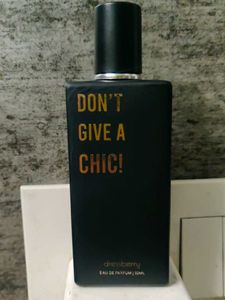 DON'T
GIVE A
CHIC!
dressberry
EAU DE PARFUM | 50ML